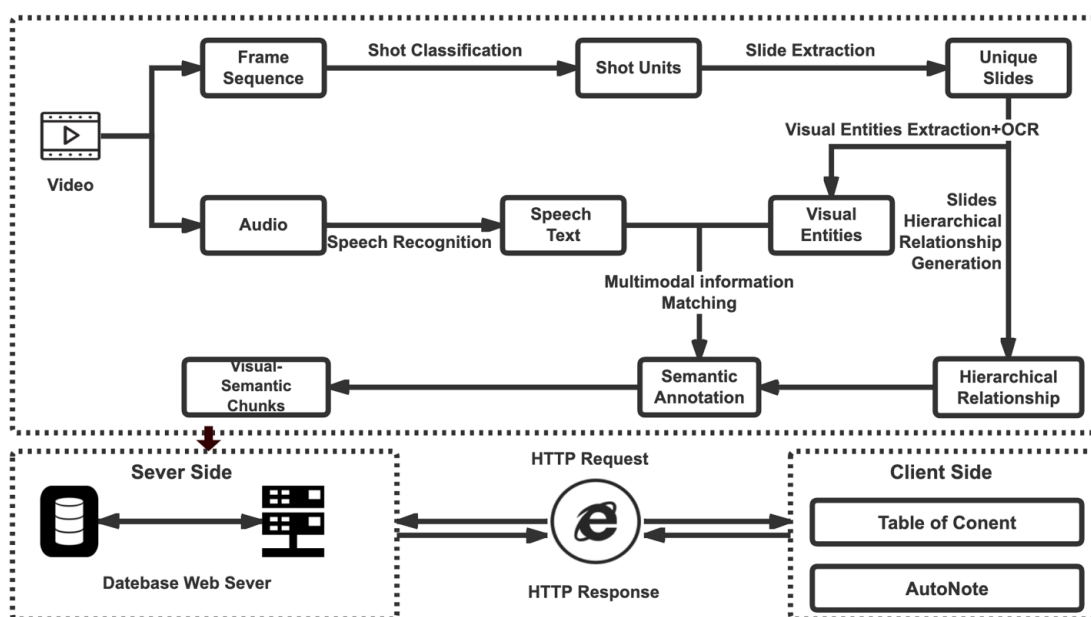 Frame
Sequence
Shot Classification
Shot Units
Slide Extraction
Unique
Slides
Video
Visual Entities Extraction+OCR
Audio
Speech Recognition
Speech
Text
Visual
Entities
Slides
Hierarchical
Relationship
Generation
Multimodal information
Matching
Visual-
Semantic
Chunks
Semantic
Annotation
Hierarchical
Relationship
Sever Side
HTTP Request
Client Side
Table of Conent
Datebase Web Sever
HTTP Response
AutoNote